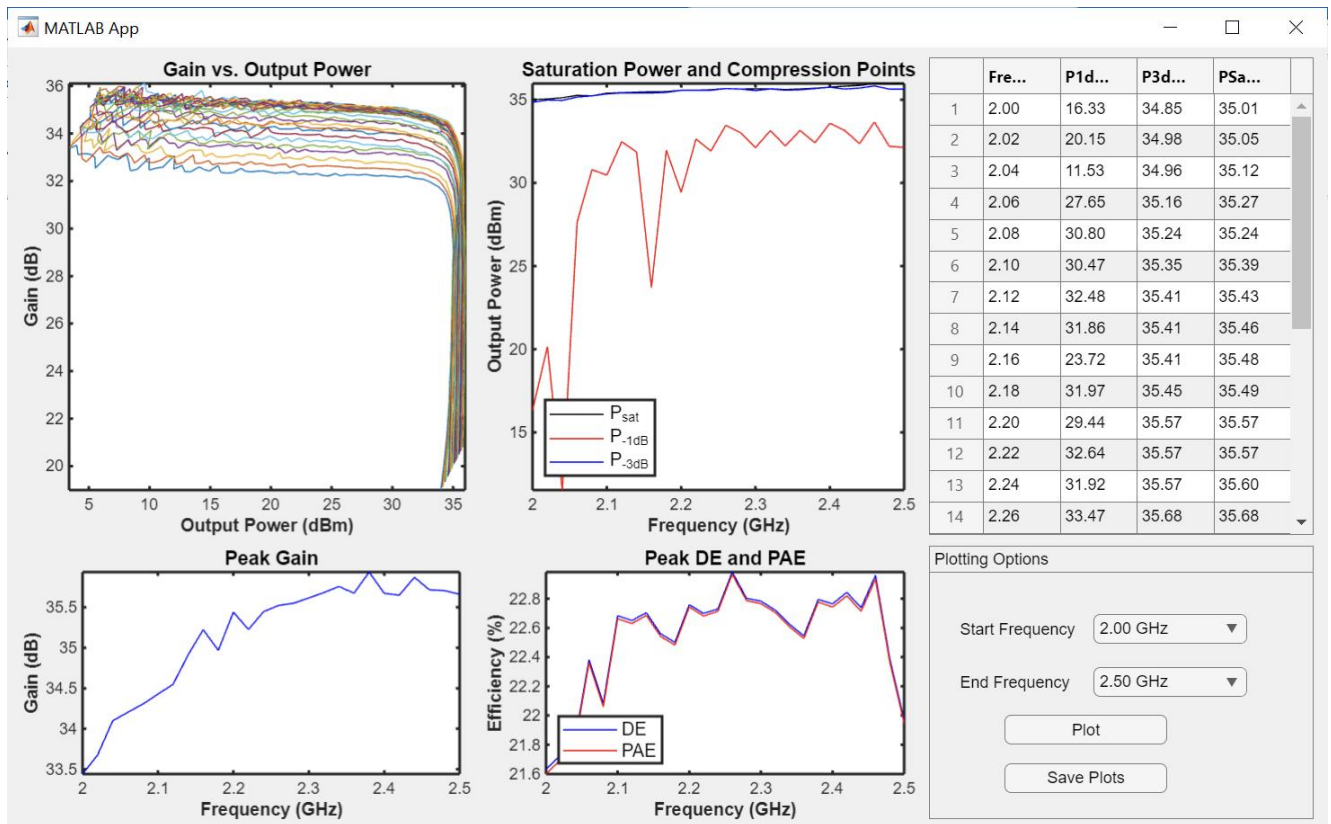 MATLAB App
Gain vs. Output Power
36
34
32
30
28
26
24
22
20
Gain (dB)
5 10 15 20 25 30 35
Output Power (dBm)
Saturation Power and Compression Points
35
30
25
20
15
Output Power (dBm)
Psat
P-1dB
P-3dB
2 2.1 2.2 2.3 2.4 2.5
Frequency (GHz)
Fre... P1d... P3d... PSa...
1 2.00 16.33 34.85 35.01
2 2.02 20.15 34.98 35.05
3 2.04 11.53 34.96 35.12
4 2.06 27.65 35.16 35.27
5 2.08 30.80 35.24 35.24
6 2.10 30.47 35.35 35.39
7 2.12 32.48 35.41 35.43
8 2.14 31.86 35.41 35.46
9 2.16 23.72 35.41 35.48
10 2.18 31.97 35.45 35.49
11 2.20 29.44 35.57 35.57
12 2.22 32.64 35.57 35.57
13 2.24 31.92 35.57 35.60
14 2.26 33.47 35.68 35.68
Peak Gain
35.5
35
34.5
34
33.5
Gain (dB)
2 2.1 2.2 2.3 2.4 2.5
Frequency (GHz)
Peak DE and PAE
22.8
22.6
22.4
22.2
22
21.8
21.6
Efficiency (%)
DE
PAE
2 2.1 2.2 2.3 2.4 2.5
Frequency (GHz)
Plotting Options
Start Frequency 2.00 GHz
End Frequency 2.50 GHz
Plot
Save Plots